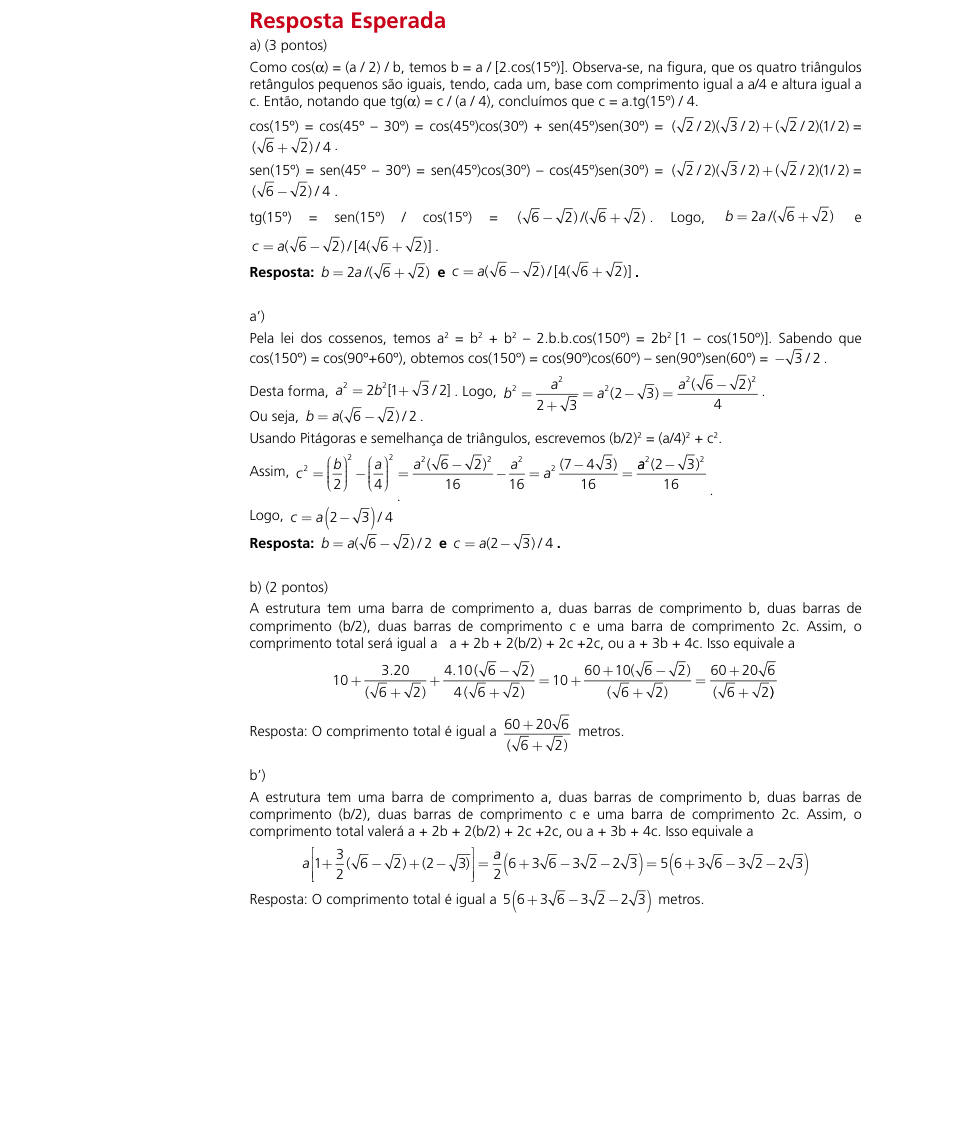 Resposta Esperada
a) (3 pontos)
Como cos(α) = (a / 2) / b, temos b = a / [2.cos(15º)]. Observa-se, na figura, que os quatro triângulos
retângulos pequenos são iguais, tendo, cada um, base com comprimento igual a a/4 e altura igual a
c. Então, notando que tg(α) = c / (a / 4), concluímos que c = a.tg(15º) / 4.
cos(15º) = cos(45º − 30º) = cos(45º)cos(30º) + sen(45º)sen(30º) = (√2 / 2)(√3 / 2) + (√2 / 2)(1/ 2) =
(√6 + √2) / 4 .
sen(15º) = sen(45º − 30º) = sen(45º)cos(30º) − cos(45º)sen(30º) = (√2 / 2)(√3 / 2) + (√2 / 2)(1/ 2) =
(√6 − √2) / 4 .
tg(15º) = sen(15º) / cos(15º) = (√6 − √2) /(√6 + √2) . Logo, b = 2a /(√6 + √2) e
c = a(√6 − √2) / [4(√6 + √2)] .
Resposta: b = 2a /(√6 + √2) e c = a(√6 − √2) / [4(√6 + √2)] .
a’)
Pela lei dos cossenos, temos a² = b² + b² − 2.b.b.cos(150º) = 2b² [1 − cos(150º)]. Sabendo que
cos(150º) = cos(90º+60º), obtemos cos(150º) = cos(90º)cos(60º) − sen(90º)sen(60º) = −√3 / 2 .
Desta forma, a² = 2b²[1+ √3 / 2] . Logo, b² = a² / (2 + √3) = a²(2 − √3) = a²(√6 − √2)² / 4 .
Ou seja, b = a(√6 − √2) / 2 .
Usando Pitágoras e semelhança de triângulos, escrevemos (b/2)² = (a/4)² + c².
Assim, c² = (b/2)² − (a/4)² = a²(√6 − √2)² / 16 − a² / 16 = a² (7 − 4√3) / 16 = a²(2 − √3)² / 16 .
Logo, c = a(2 − √3) / 4
Resposta: b = a(√6 − √2) / 2 e c = a(2 − √3) / 4 .
b) (2 pontos)
A estrutura tem uma barra de comprimento a, duas barras de comprimento b, duas barras de
comprimento (b/2), duas barras de comprimento c e uma barra de comprimento 2c. Assim, o
comprimento total será igual a a + 2b + 2(b/2) + 2c +2c, ou a + 3b + 4c. Isso equivale a
10 + 3.20 / (√6 + √2) + 4.10(√6 − √2) / 4(√6 + √2) = 10 + 60 + 10(√6 − √2) / (√6 + √2) = 60 + 20√6 / (√6 + √2)
Resposta: O comprimento total é igual a 60 + 20√6 / (√6 + √2) metros.
b’)
A estrutura tem uma barra de comprimento a, duas barras de comprimento b, duas barras de
comprimento (b/2), duas barras de comprimento c e uma barra de comprimento 2c. Assim, o
comprimento total valerá a + 2b + 2(b/2) + 2c +2c, ou a + 3b + 4c. Isso equivale a
a[1+ 3/2(√6 − √2) + (2 − √3)] = a/2(6 + 3√6 − 3√2 − 2√3) = 5(6 + 3√6 − 3√2 − 2√3)
Resposta: O comprimento total é igual a 5(6 + 3√6 − 3√2 − 2√3) metros.